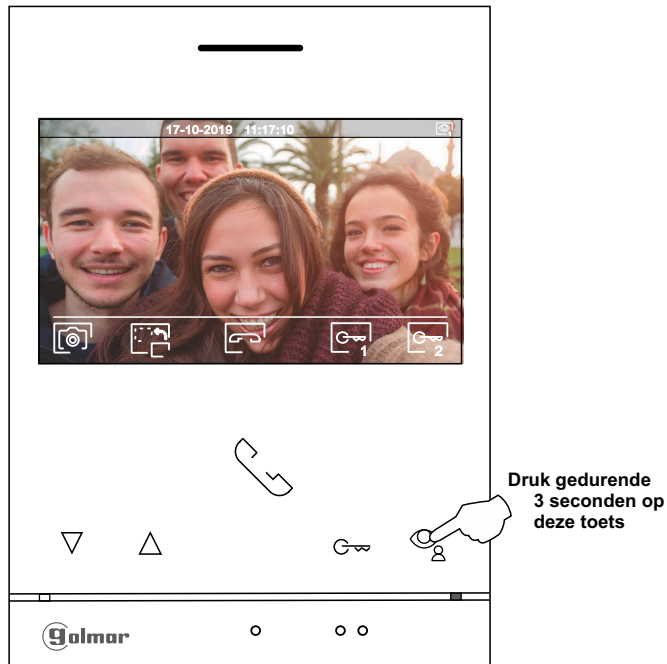 17-10-2019 11:17:10
1
2
Druk gedurende
3 seconden op
deze toets
golmar